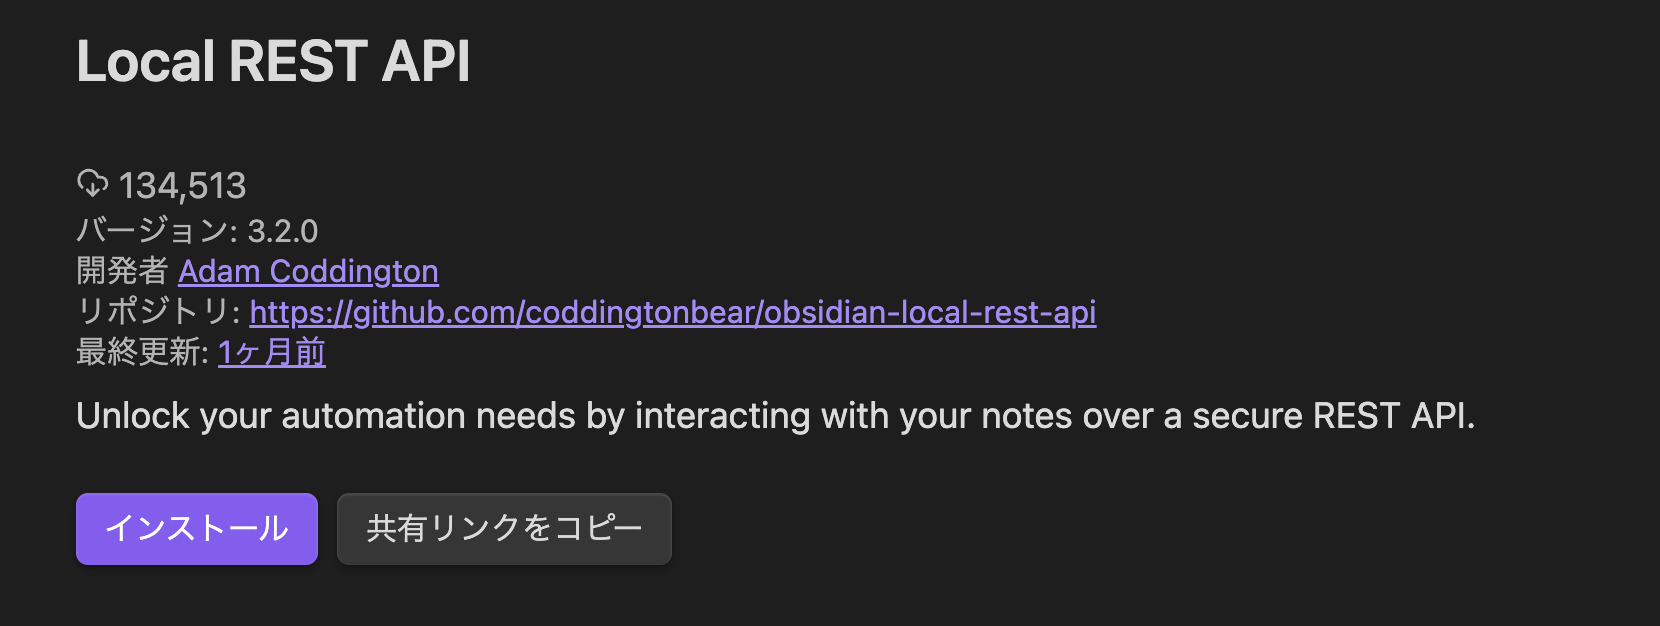 Local REST API
134,513
バージョン: 3.2.0
開発者 Adam Coddington
リポジトリ: https://github.com/coddingtonbear/obsidian-local-rest-api
最終更新: 1ヶ月前
Unlock your automation needs by interacting with your notes over a secure REST API.
インストール 共有リンクをコピー